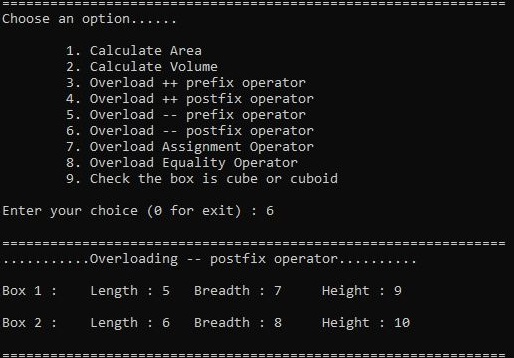 ===============================================================
Choose an option......
1. Calculate Area
2. Calculate Volume
3. Overload ++ prefix operator
4. Overload ++ postfix operator
5. Overload -- prefix operator
6. Overload -- postfix operator
7. Overload Assignment Operator
8. Overload Equality Operator
9. Check the box is cube or cuboid
Enter your choice (0 for exit) : 6
===============================================================
...........Overloading -- postfix operator..........
Box 1 : Length : 5 Breadth : 7 Height : 9
Box 2 : Length : 6 Breadth : 8 Height : 10
===============================================================